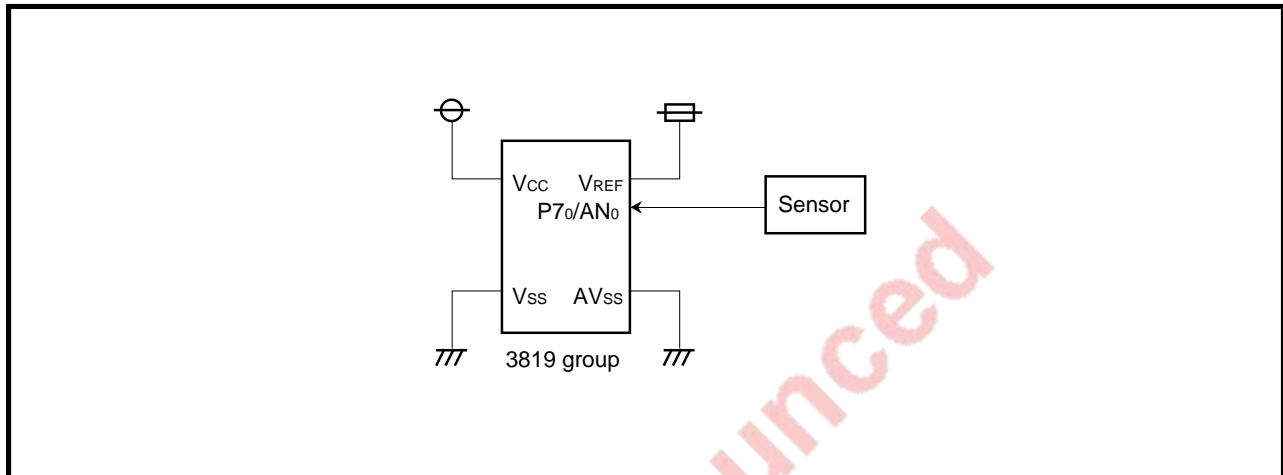 VCC VREF
P70/AN0
Sensor
VSS AVSS
3819 group
unced